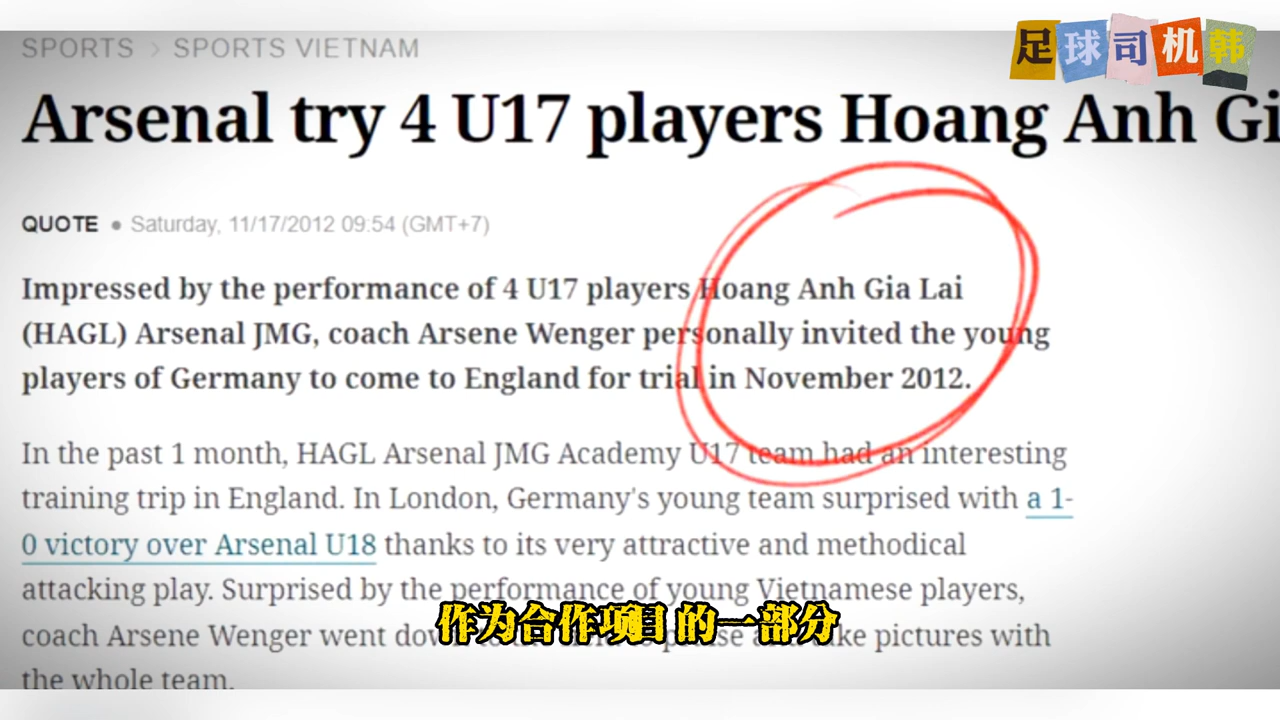 SPORTS > SPORTS VIETNAM
足球司机韩
Arsenal try 4 U17 players Hoang Anh Gi
QUOTE ● Saturday, 11/17/2012 09:54 (GMT+7)
Impressed by the performance of 4 U17 players Hoang Anh Gia Lai
(HAGL) Arsenal JMG, coach Arsene Wenger personally invited the young
players of Germany to come to England for trial in November 2012.
In the past 1 month, HAGL Arsenal JMG Academy U17 team had an interesting
training trip in England. In London, Germany's young team surprised with a 1-
0 victory over Arsenal U18 thanks to its very attractive and methodical
attacking play. Surprised by the performance of young Vietnamese players,
coach Arsene Wenger went pictures with
the whole team.
作为合作项目的一部分